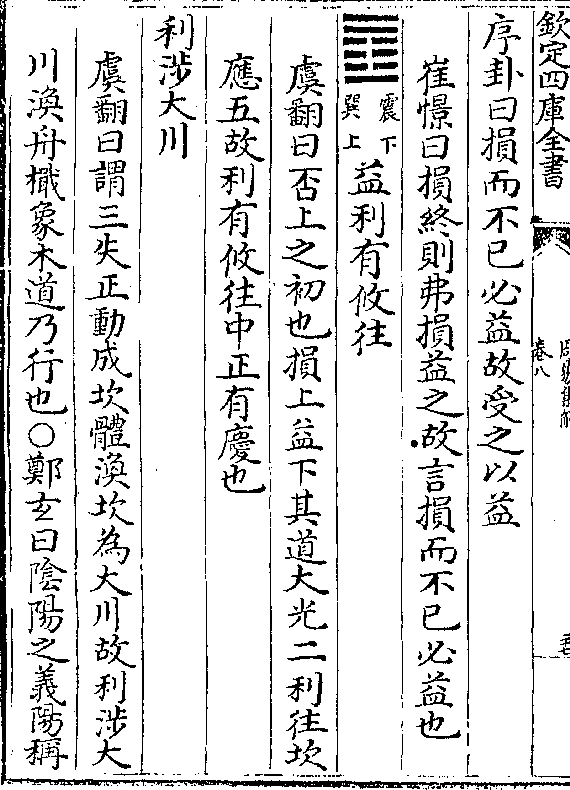 欽定四庫全書
卷八
序卦曰損而不已必益故受之以益
崔憬曰損終則弗損益之故言損而不已必益也
震下
巽上
益利有攸往
虞翻曰否上之初也損上益下其道大光二利往坎
應五故利有攸往中正有慶也
利涉大川
虞翻曰謂三失正動成坎體渙坎為大川故利涉大
川渙舟檝象木道乃行也○鄭玄曰陰陽之義陽稱